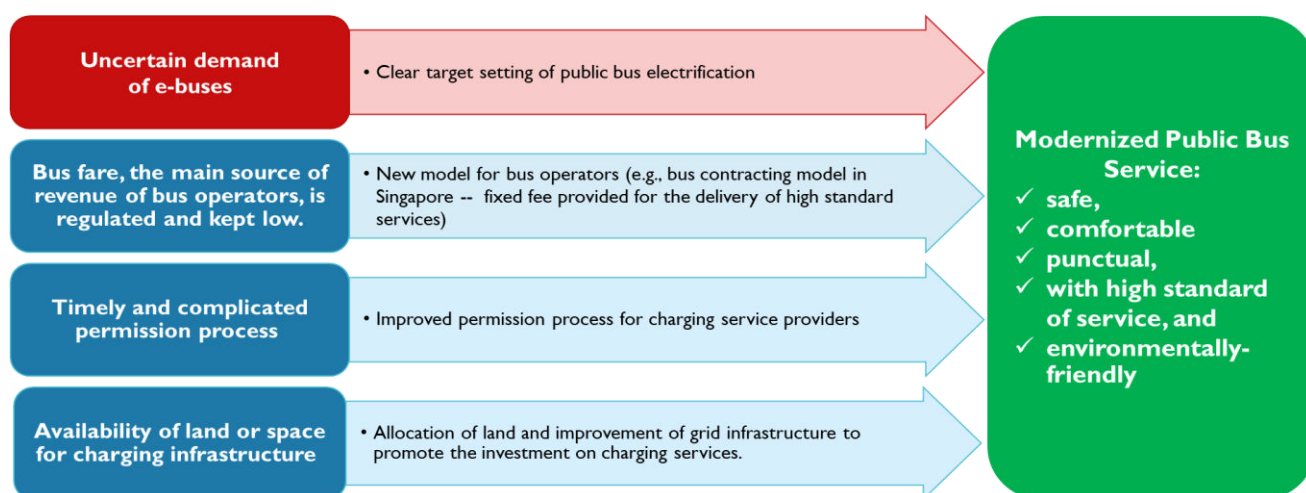 Uncertain demand
of e-buses
• Clear target setting of public bus electrification
Bus fare, the main source of
revenue of bus operators, is
regulated and kept low.
• New model for bus operators (e.g., bus contracting model in
Singapore -- fixed fee provided for the delivery of high standard
services)
Timely and complicated
permission process
• Improved permission process for charging service providers
Availability of land or space
for charging infrastructure
• Allocation of land and improvement of grid infrastructure to
promote the investment on charging services.
Modernized Public Bus
Service:
✓ safe,
✓ comfortable
✓ punctual,
✓ with high standard
of service, and
✓ environmentally-
friendly